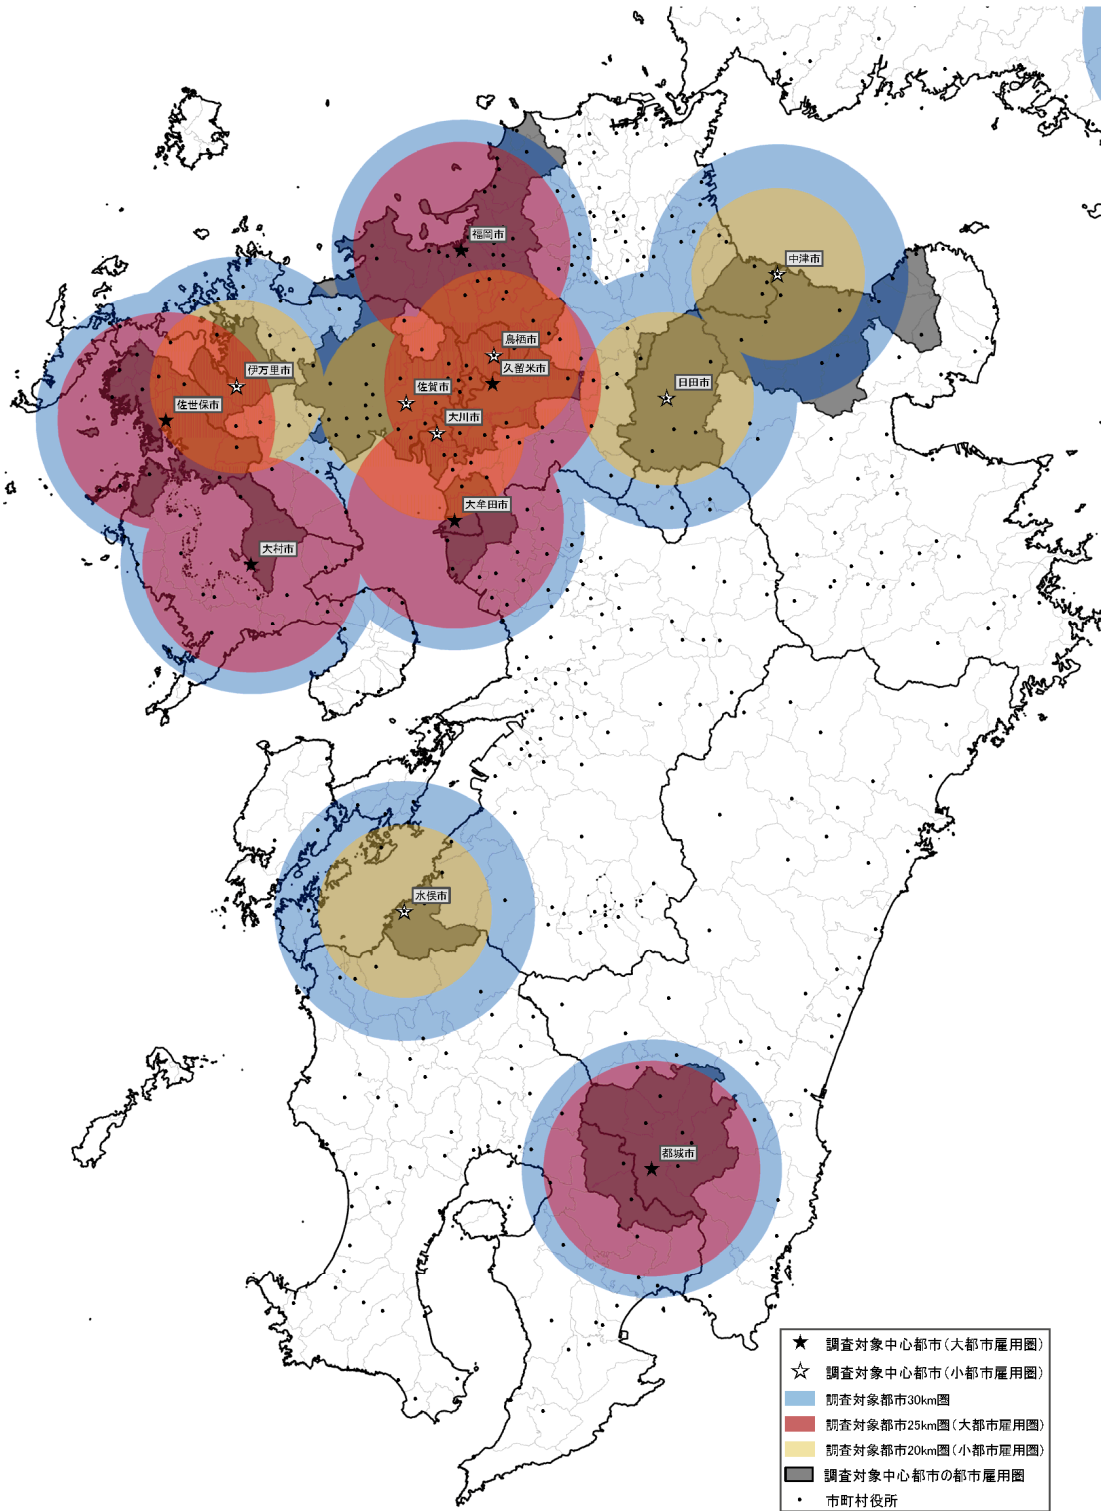 福岡市
中津市
鳥栖市
伊万里市
久留米市
佐賀市
日田市
佐世保市
大川市
大牟田市
大村市
水俣市
都城市
調査対象中心都市(大都市雇用圏)
調査対象中心都市(小都市雇用圏)
調査対象都市30km圏
調査対象都市25km圏(大都市雇用圏)
調査対象都市20km圏(小都市雇用圏)
調査対象中心都市の都市雇用圏
市町村役所